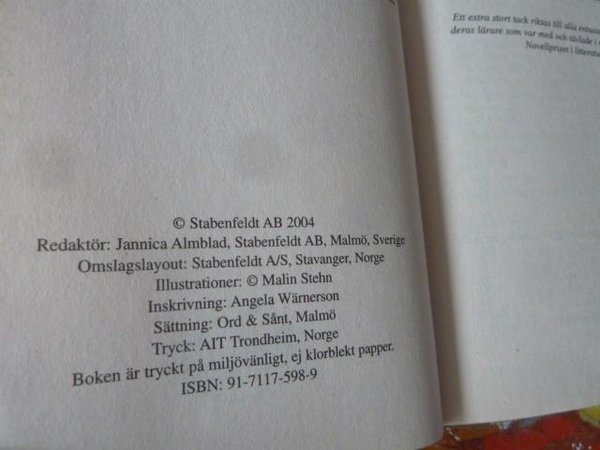 © Stabenfeldt AB 2004
Redaktör: Jannica Almblad, Stabenfeldt AB, Malmö, Sverige
Omslagslayout: Stabenfeldt A/S, Stavanger, Norge
Illustrationer: © Malin Stehn
Inskrivning: Angela Wärnerson
Sättning: Ord & Sånt, Malmö
Tryck: AIT Trondheim, Norge
Boken är tryckt på miljövänligt, ej klorblekt papper.
ISBN: 91-7117-598-9
Ett extra stort tack riktas till alla
deras lärare som var med och tävlade i
Novellpriset i